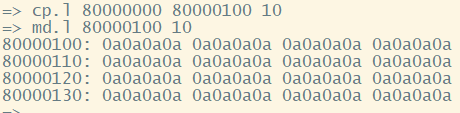 => cp.l 80000000 80000100 10
=> md.l 80000100 10
80000100: 0a0a0a0a 0a0a0a0a 0a0a0a0a 0a0a0a0a
80000110: 0a0a0a0a 0a0a0a0a 0a0a0a0a 0a0a0a0a
80000120: 0a0a0a0a 0a0a0a0a 0a0a0a0a 0a0a0a0a
80000130: 0a0a0a0a 0a0a0a0a 0a0a0a0a 0a0a0a0a
=>